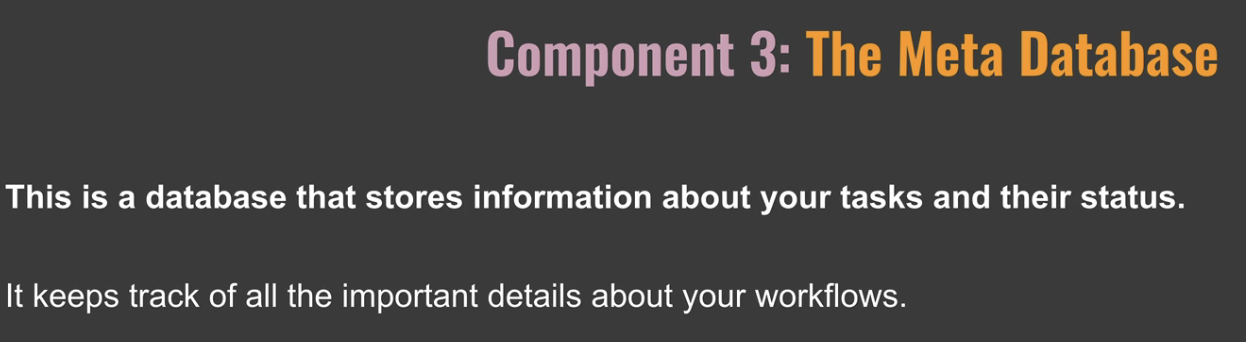 Component 3: The Meta Database
This is a database that stores information about your tasks and their status.
It keeps track of all the important details about your workflows.